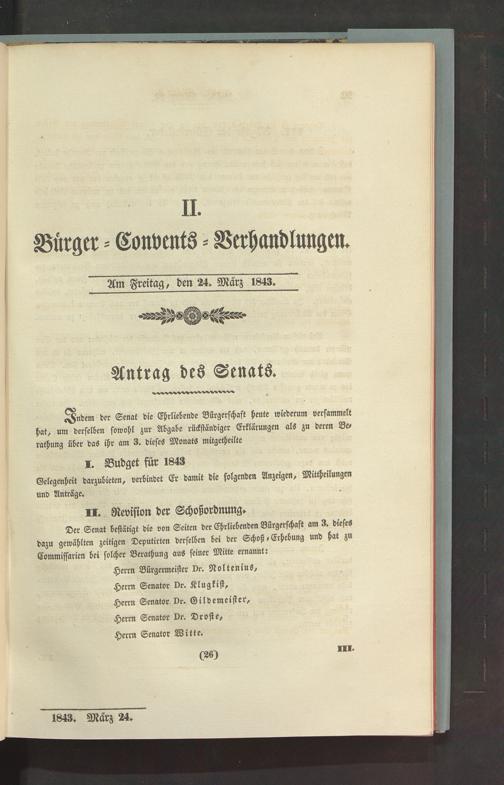 II.
Bürger-Convents-Verhandlungen.
Am Freitag, den 24. März 1843.
Antrag des Senats.
Indem der Senat die Ehrliebende Bürgerschaft heute wiederum versammelt
hat, um derselben sowohl zur Abgabe rückständiger Erklärungen als zu deren Be-
rathung über das ihr am 3. dieses Monats mitgetheilte
I. Budget für 1843
Gelegenheit darzubieten, verbindet Er damit die folgenden Anzeigen, Mittheilungen
und Anträge.
II. Revision der Schoßordnung.
Der Senat bestätigt die von Seiten der Ehrliebenden Bürgerschaft am 3. dieses
dazu gewählten zeitigen Deputirten derselben bei der Schoß-Erhebung und hat zu
Commissarien bei solcher Berathung aus seiner Mitte ernannt:
Herrn Bürgermeister Dr. Noltenius,
Herrn Senator Dr. Klugkist,
Herrn Senator Dr. Gildemeister,
Herrn Senator Dr. Droste,
Herrn Senator Witte.
(26)
III.
1843. März 24.